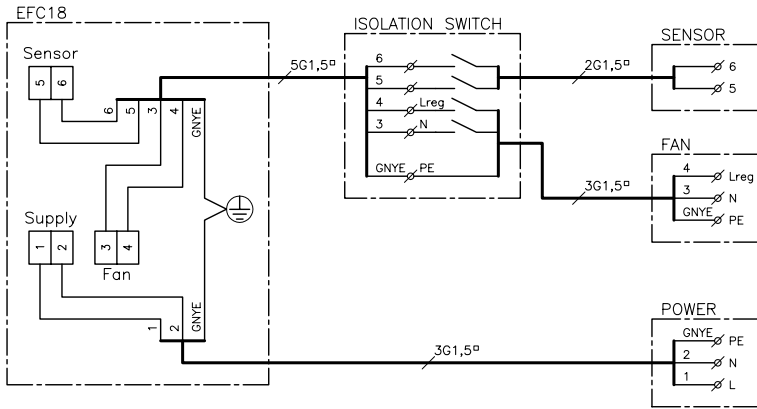 EFC18
Sensor
5 6
6 5 3 4 GNYE
Supply
1 2
3 4
Fan
1 2 GNYE
5G1,5¤
ISOLATION SWITCH
6
5
4 Lreg
3 N
GNYE PE
2G1,5¤
SENSOR
6
5
3G1,5¤
FAN
4 Lreg
3 N
GNYE PE
3G1,5¤
POWER
GNYE PE
2 N
1 L